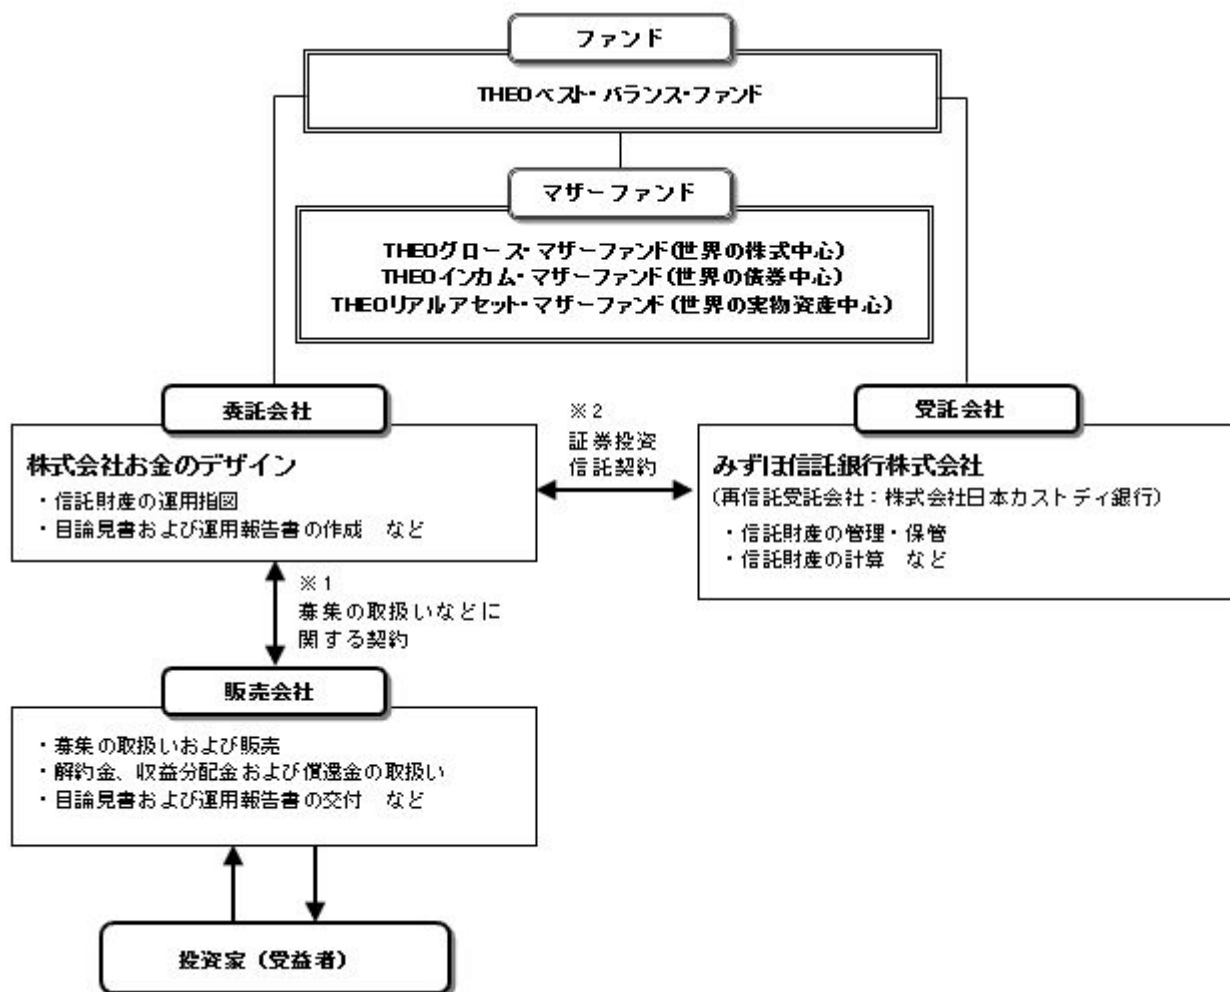 ファンド
THEOベスト・バランス・ファンド
マザーファンド
THEOグロース・マザーファンド(世界の株式中心)
THEOインカム・マザーファンド(世界の債券中心)
THEOリアルアセット・マザーファンド(世界の実物資産中心)
委託会社
株式会社お金のデザイン
・信託財産の運用指図
・目論見書および運用報告書の作成　など
※2
証券投資
信託契約
受託会社
みずほ信託銀行株式会社
(再信託受託会社：株式会社日本カストディ銀行)
・信託財産の管理・保管
・信託財産の計算　など
※1
募集の取扱いなどに
関する契約
販売会社
・募集の取扱いおよび販売
・解約金、収益分配金および償還金の取扱い
・目論見書および運用報告書の交付　など
投資家（受益者）